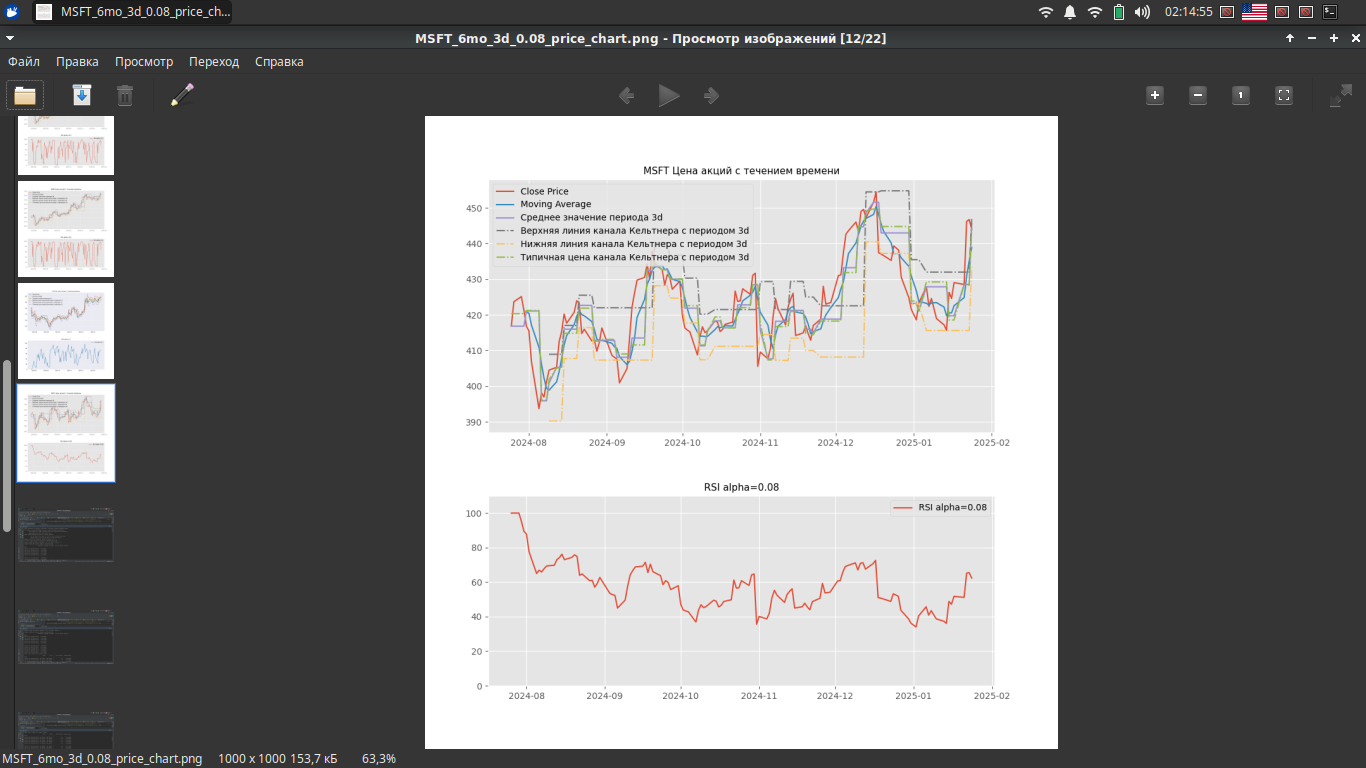 MSFT_6mo_3d_0.08_price_ch...
02:14:55
MSFT_6mo_3d_0.08_price_chart.png - Просмотр изображений [12/22]
Файл Правка Просмотр Переход Справка
1
MSFT Цена акций с течением времени
Close Price
Moving Average
Среднее значение периода 3d
Верхняя линия канала Кельтнера с периодом 3d
Нижняя линия канала Кельтнера с периодом 3d
Типичная цена канала Кельтнера с периодом 3d
450
440
430
420
410
400
390
2024-08 2024-09 2024-10 2024-11 2024-12 2025-01 2025-02
RSI alpha=0.08
RSI alpha=0.08
100
80
60
40
20
0
2024-08 2024-09 2024-10 2024-11 2024-12 2025-01 2025-02
MSFT_6mo_3d_0.08_price_chart.png 1000 x 1000 153,7 кБ 63,3%